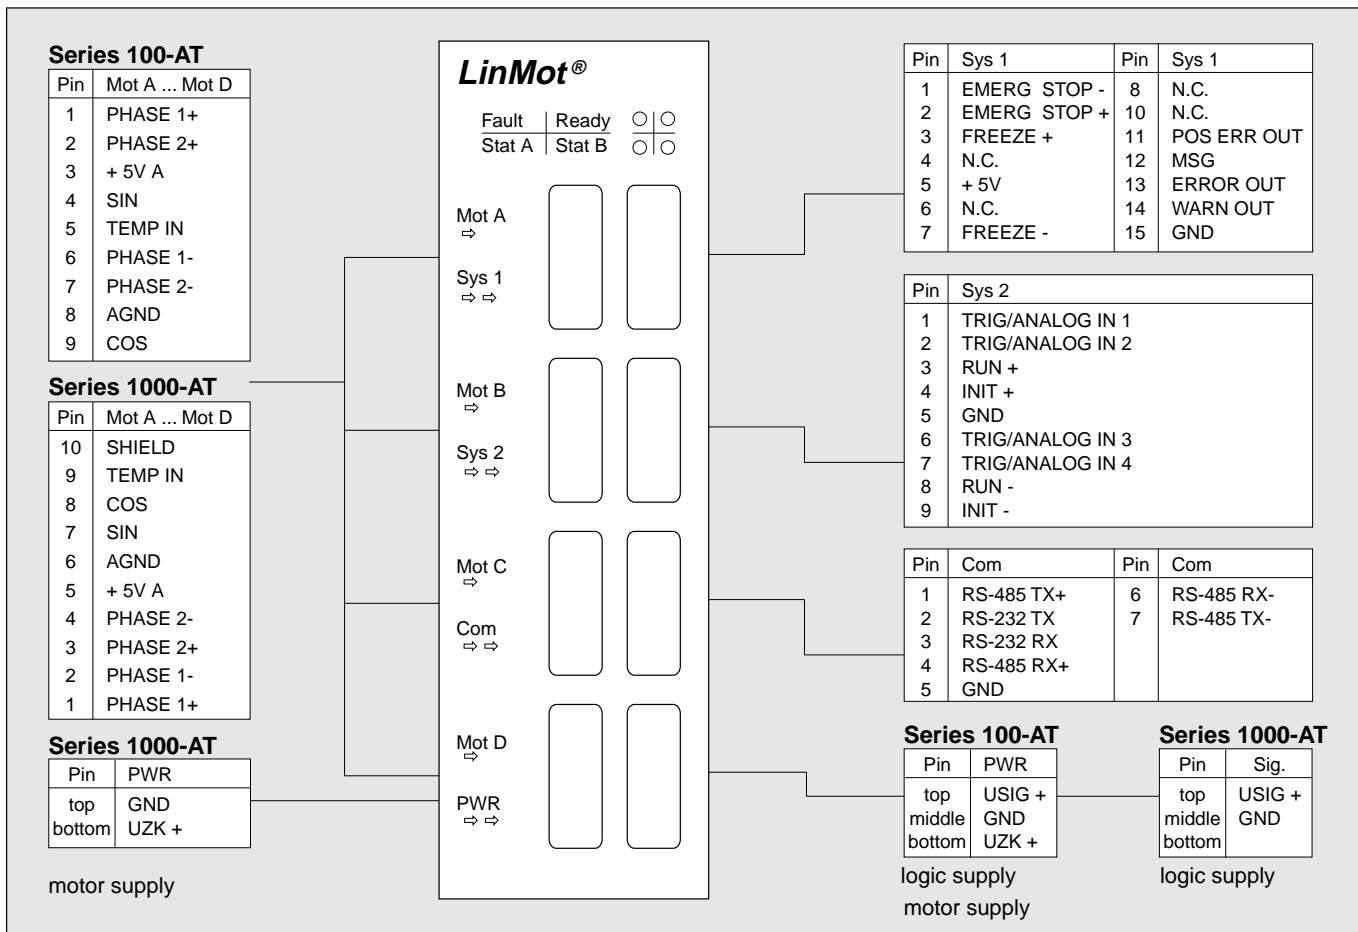 Series 100-AT
Pin Mot A ... Mot D
1 PHASE 1+
2 PHASE 2+
3 + 5V A
4 SIN
5 TEMP IN
6 PHASE 1-
7 PHASE 2-
8 AGND
9 COS
Series 1000-AT
Pin Mot A ... Mot D
10 SHIELD
9 TEMP IN
8 COS
7 SIN
6 AGND
5 + 5V A
4 PHASE 2-
3 PHASE 2+
2 PHASE 1-
1 PHASE 1+
Series 1000-AT
Pin PWR
top GND
bottom UZK +
motor supply
LinMot ®
Fault Ready
Stat A Stat B
Mot A
⇨
Sys 1
⇨ ⇨
Mot B
⇨
Sys 2
⇨ ⇨
Mot C
⇨
Com
⇨ ⇨
Mot D
⇨
PWR
⇨ ⇨
Pin Sys 1 Pin Sys 1
1 EMERG STOP - 8 N.C.
2 EMERG STOP + 10 N.C.
3 FREEZE + 11 POS ERR OUT
4 N.C. 12 MSG
5 + 5V 13 ERROR OUT
6 N.C. 14 WARN OUT
7 FREEZE - 15 GND
Pin Sys 2
1 TRIG/ANALOG IN 1
2 TRIG/ANALOG IN 2
3 RUN +
4 INIT +
5 GND
6 TRIG/ANALOG IN 3
7 TRIG/ANALOG IN 4
8 RUN -
9 INIT -
Pin Com Pin Com
1 RS-485 TX+ 6 RS-485 RX-
2 RS-232 TX 7 RS-485 TX-
3 RS-232 RX
4 RS-485 RX+
5 GND
Series 100-AT
Pin PWR
top USIG +
middle GND
bottom UZK +
logic supply
motor supply
Series 1000-AT
Pin Sig.
top USIG +
middle GND
bottom
logic supply